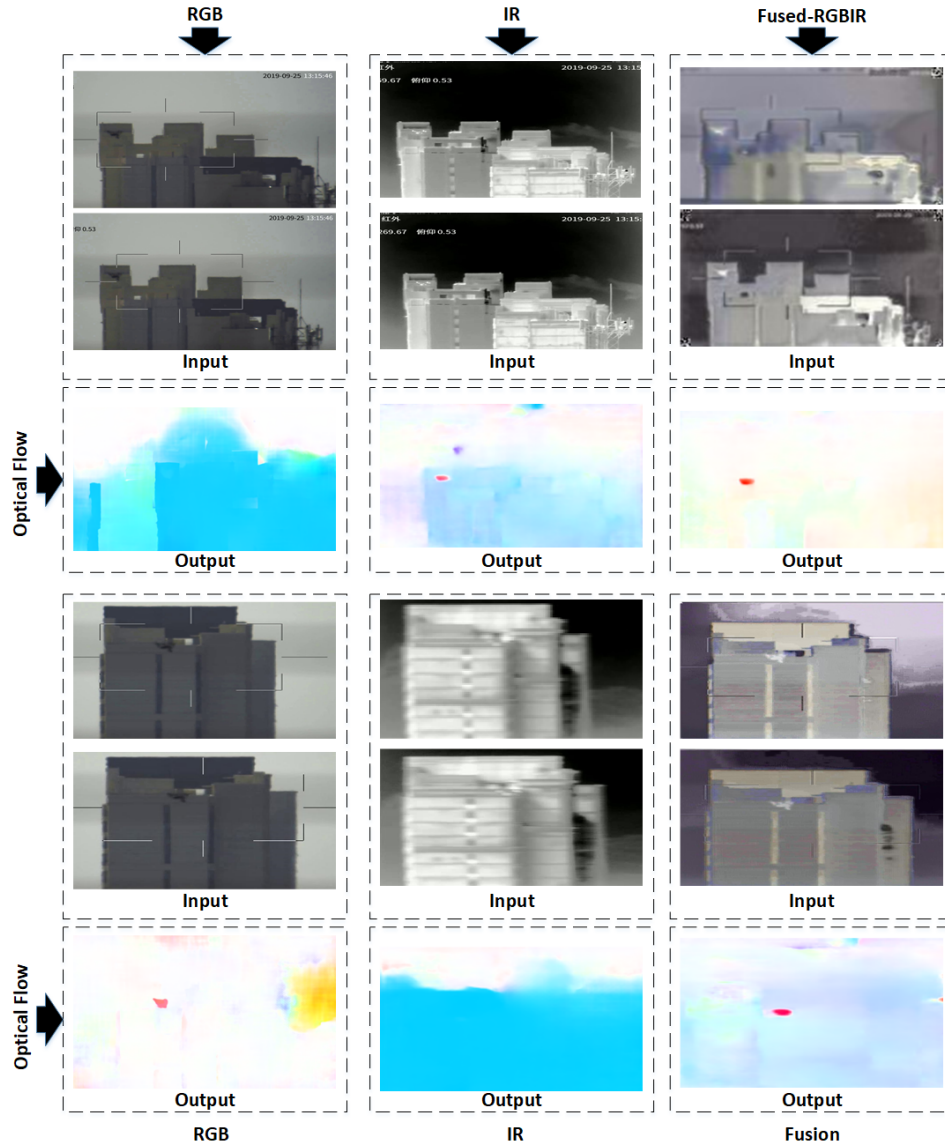 RGB
IR
Fused-RGBIR
2019-09-25 13:15:46
红外
2019-09-25 13:15
69.67 俯仰 0.53
2019-09-25 13:15:46
仰 0.53
2019-09-25 13:15:
红外
269.67 俯仰 0.53
Input
Input
Input
Optical Flow
Output
Output
Output
Input
Input
Input
Optical Flow
Output
Output
Output
RGB
IR
Fusion